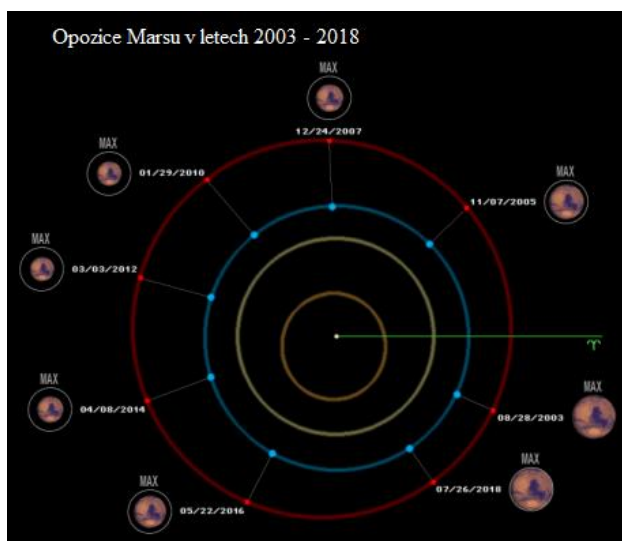 Opozice Marsu v letech 2003 - 2018
MAX
12/24/2007
MAX
01/29/2010
MAX
11/07/2005
MAX
03/03/2012
♈
MAX
04/08/2014
MAX
08/28/2003
MAX
07/26/2018
MAX
05/22/2016